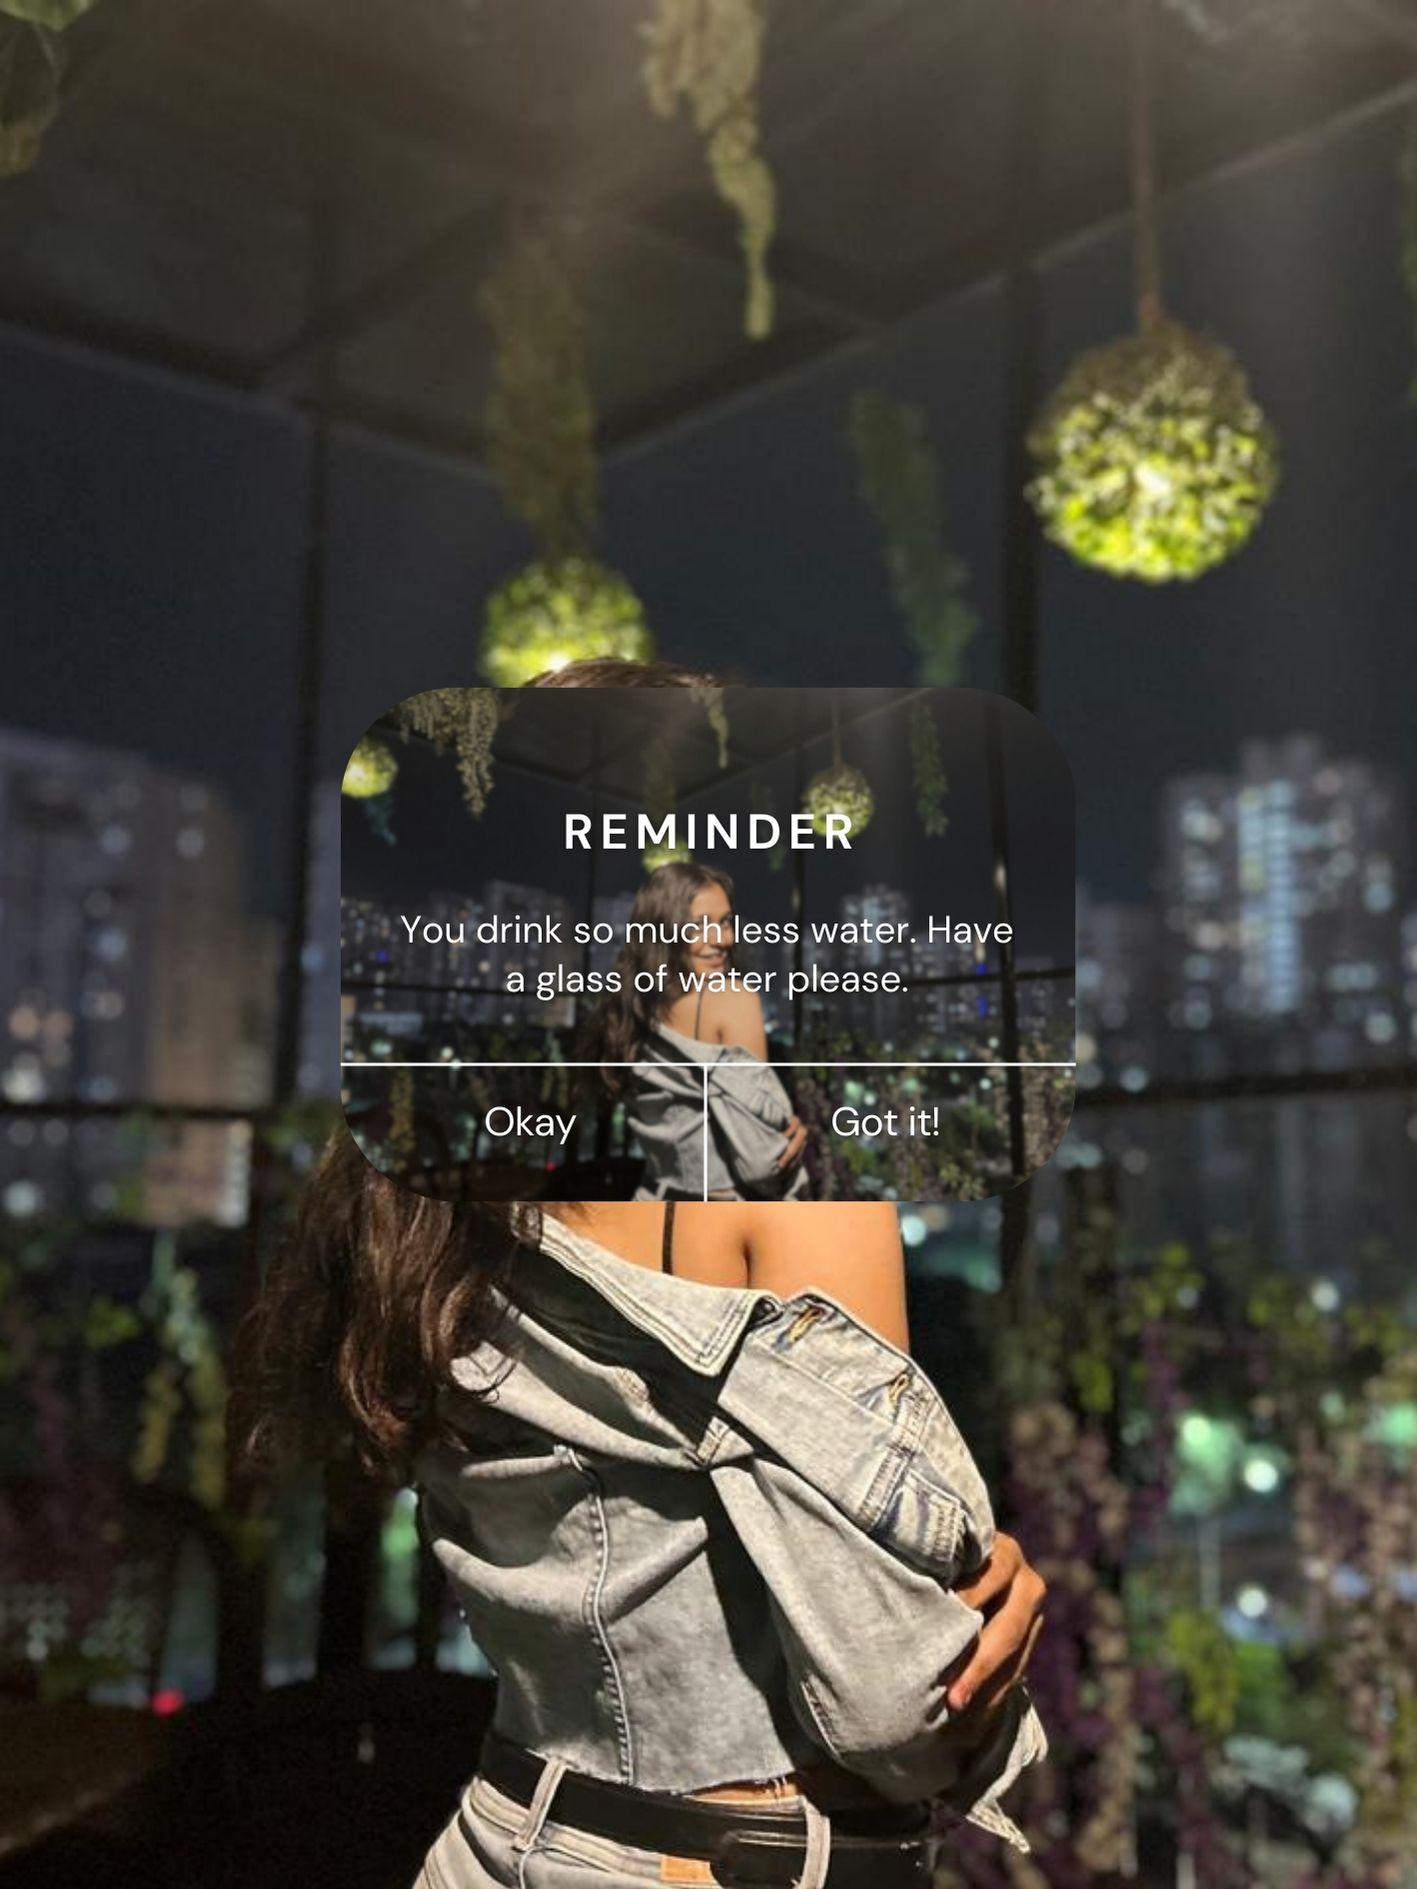 REMINDER
You drink so much less water. Have
a glass of water please.
Okay
Got it!